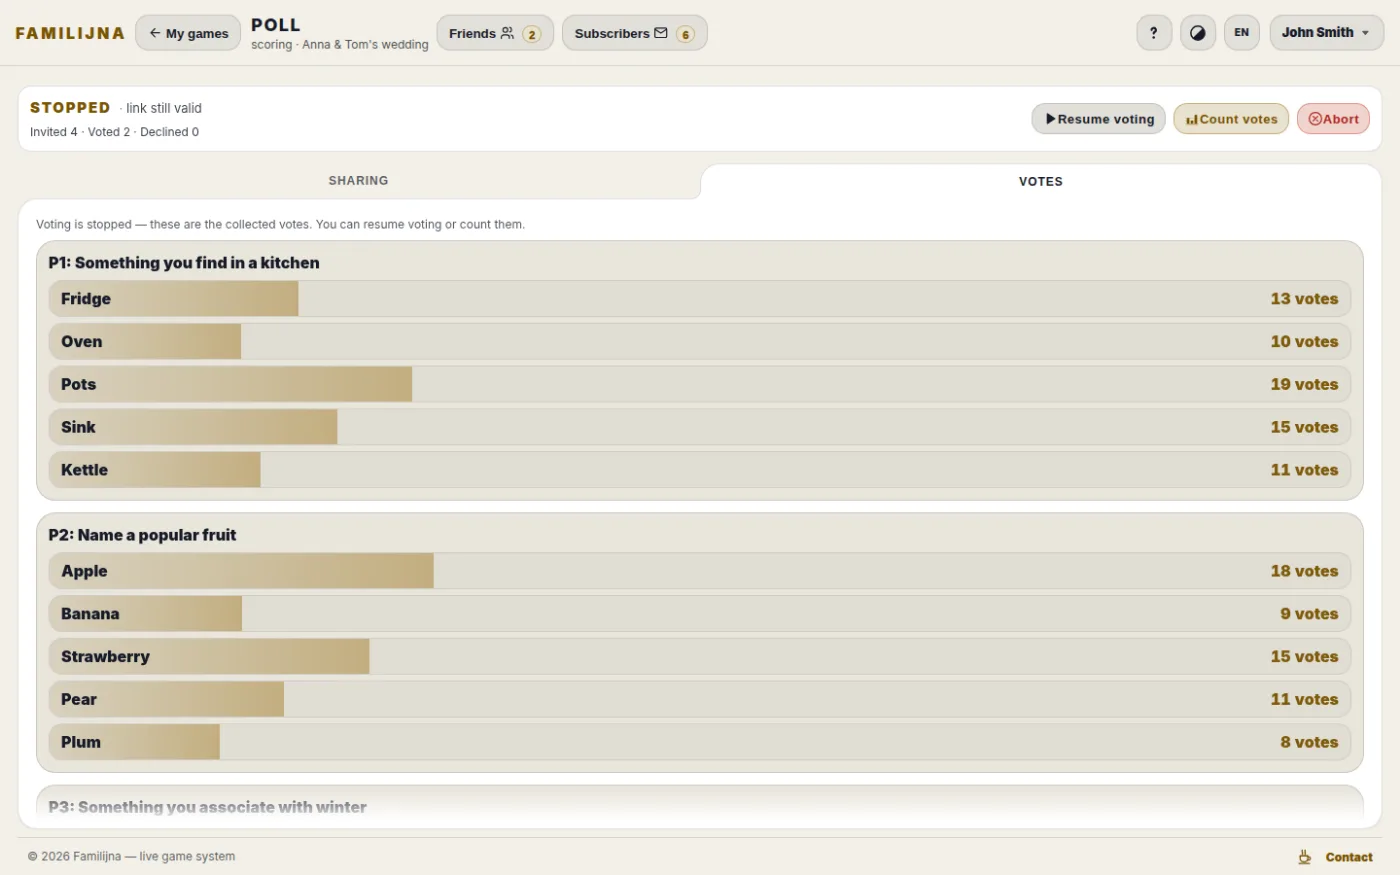 FAMILIJNA
← My games
POLL
scoring · Anna & Tom's wedding
Friends 2
Subscribers 6
?
EN
John Smith
STOPPED · link still valid
Invited 4 · Voted 2 · Declined 0
Resume voting
Count votes
Abort
SHARING
VOTES
Voting is stopped — these are the collected votes. You can resume voting or count them.
P1: Something you find in a kitchen
Fridge 13 votes
Oven 10 votes
Pots 19 votes
Sink 15 votes
Kettle 11 votes
P2: Name a popular fruit
Apple 18 votes
Banana 9 votes
Strawberry 15 votes
Pear 11 votes
Plum 8 votes
P3: Something you associate with winter
© 2026 Familijna — live game system
Contact